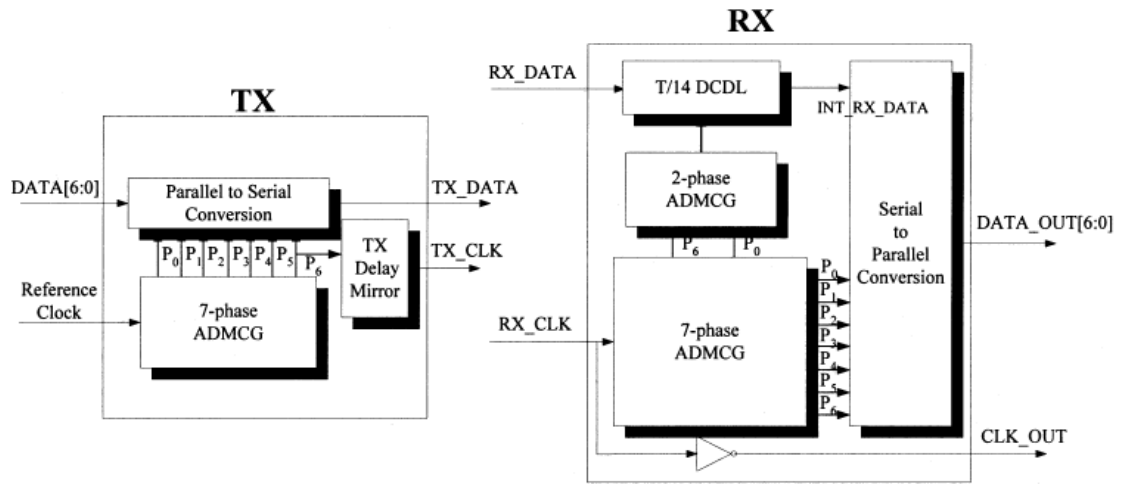 TX
DATA[6:0]
Parallel to Serial
Conversion
TX_DATA
P0 P1 P2 P3 P4 P5 P6
TX
Delay
Mirror
TX_CLK
Reference
Clock
7-phase
ADMCG
RX
RX_DATA
T/14 DCDL
INT_RX_DATA
2-phase
ADMCG
P6 P0
Serial
to
Parallel
Conversion
DATA_OUT[6:0]
RX_CLK
7-phase
ADMCG
P0
P1
P2
P3
P4
P5
P6
CLK_OUT